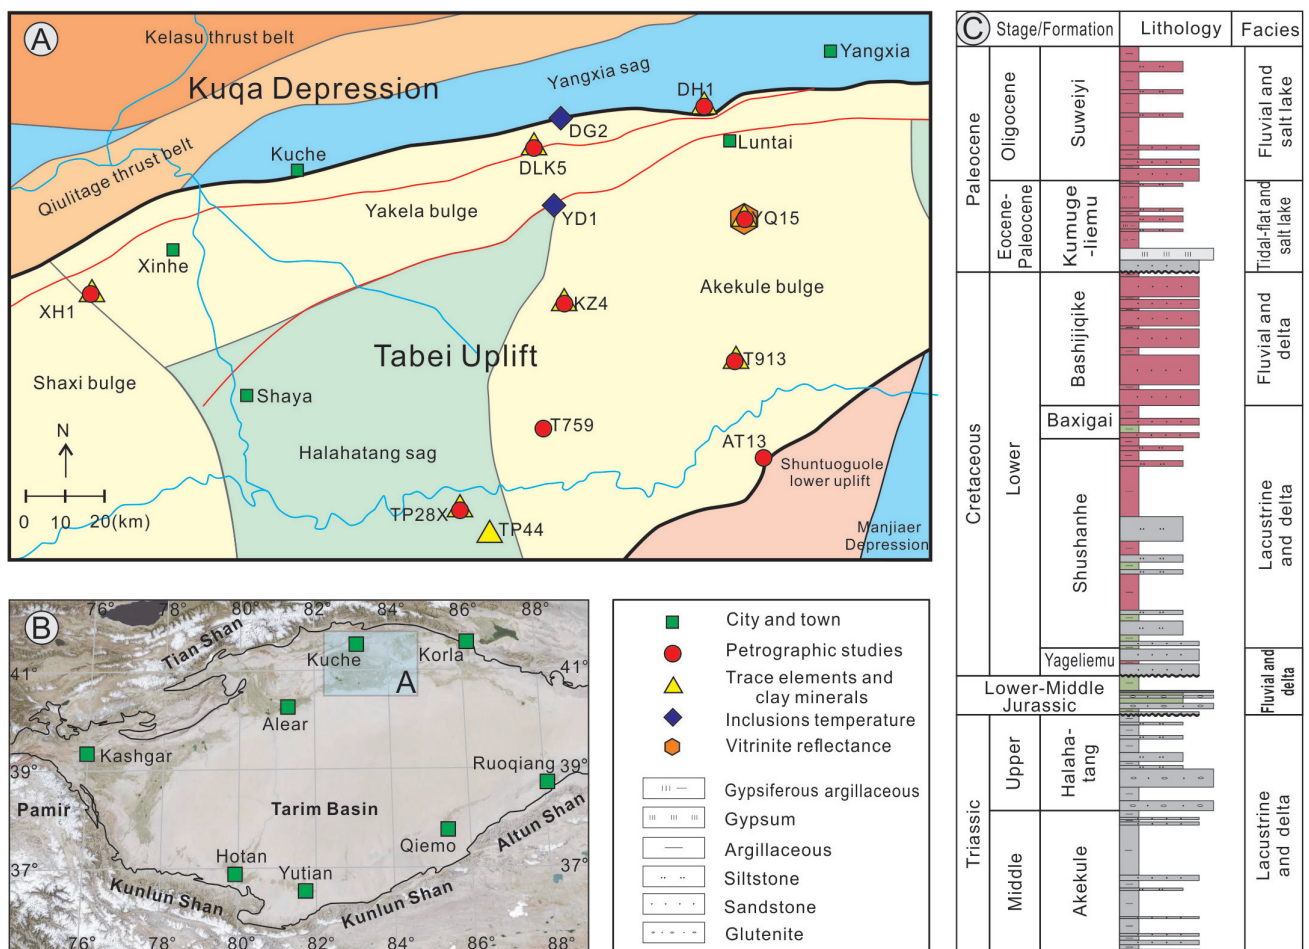 A
Kelasu thrust belt
Kuqa Depression
Yangxia sag
Yangxia
DH1
DG2
Luntai
DLK5
Kuche
Qiulitage thrust belt
Yakela bulge
YD1
YQ15
Xinhe
XH1
KZ4
Akekule bulge
Tabei Uplift
T913
Shaxi bulge
Shaya
T759
AT13
N
Halahatang sag
Shuntuoguole
lower uplift
0 10 20(km)
TP28X
TP44
Manjiaer
Depression
B
76° 78° 80° 82° 84° 86° 88°
Tian Shan
Kuche
Korla
41°
41°
A
Alear
Kashgar
Ruoqiang
39°
39°
Pamir
Tarim Basin
Altun Shan
Qiemo
Hotan
Yutian
37°
37°
Kunlun Shan
Kunlun Shan
76° 78° 80° 82° 84° 86° 88°
City and town
Petrographic studies
Trace elements and
clay minerals
Inclusions temperature
Vitrinite reflectance
Gypsiferous argillaceous
Gypsum
Argillaceous
Siltstone
Sandstone
Glutenite
C
Stage/Formation
Lithology
Facies
Paleocene
Oligocene
Suweiyi
Fluvial and
salt lake
Eocene-
Paleocene
Kumuge
-liemu
Tidal-flat and
salt lake
Cretaceous
Lower
Bashijiqike
Fluvial and
delta
Baxigai
Shushanhe
Lacustrine
and delta
Yageliemu
Fluvial and
delta
Lower-Middle
Jurassic
Triassic
Upper
Halaha-
tang
Middle
Akekule
Lacustrine
and delta